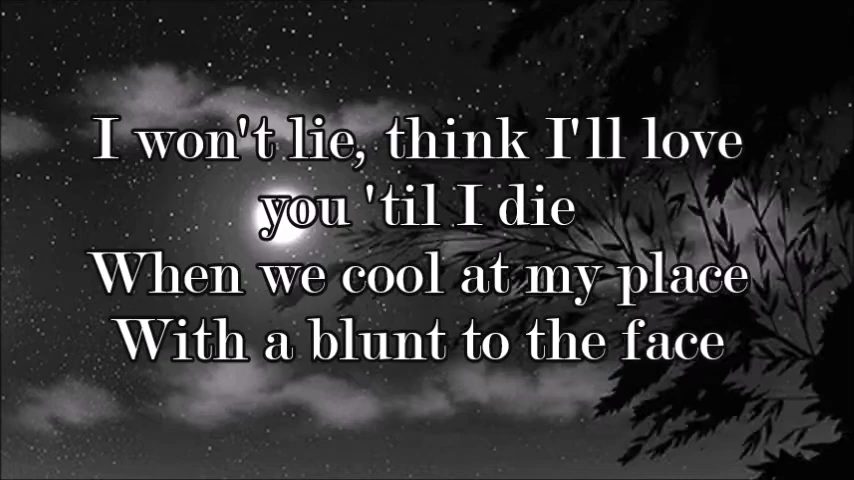 I won't lie, think I'll love
you 'til I die
When we cool at my place
With a blunt to the face